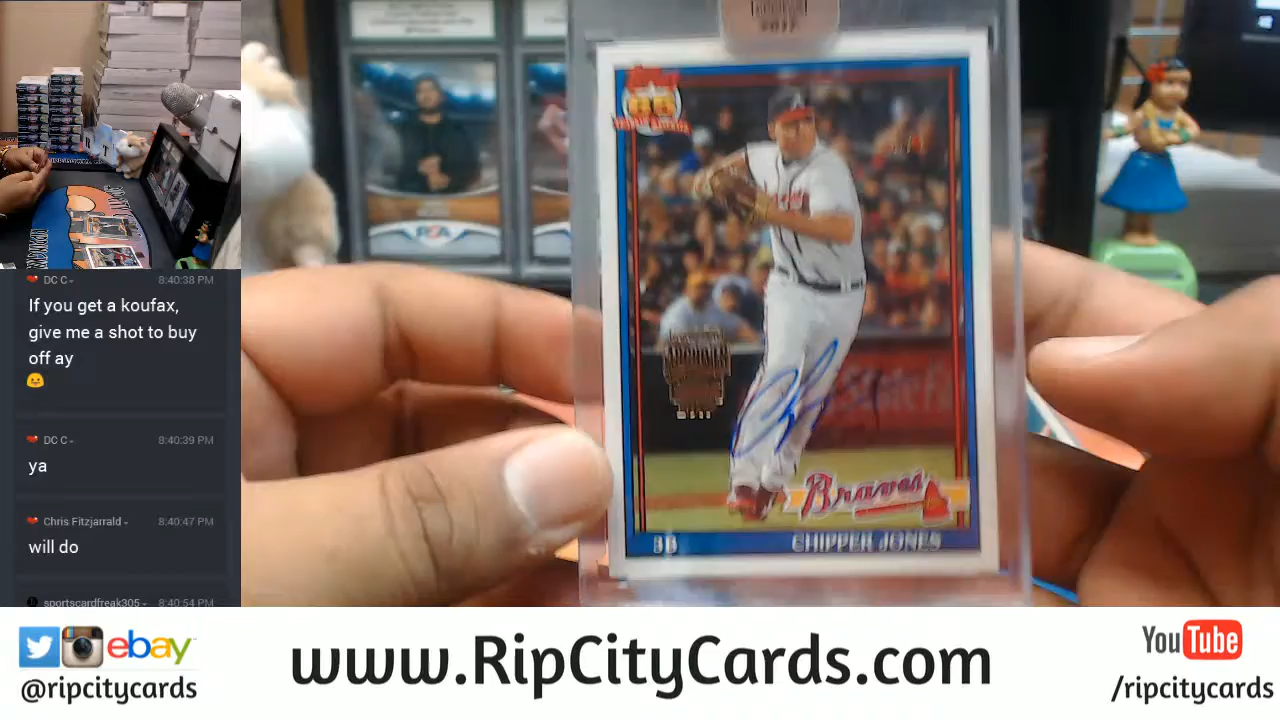 DC C
8:40:38 PM
If you get a koufax,
give me a shot to buy
off ay
DC C
8:40:39 PM
ya
Chris Fitzjarrald
8:40:47 PM
will do
sportscardfreak305
8:40:54 PM
2017
Braves
3B
CHIPPER JONES
ebay
@ripcitycards
www.RipCityCards.com
YouTube
/ripcitycards